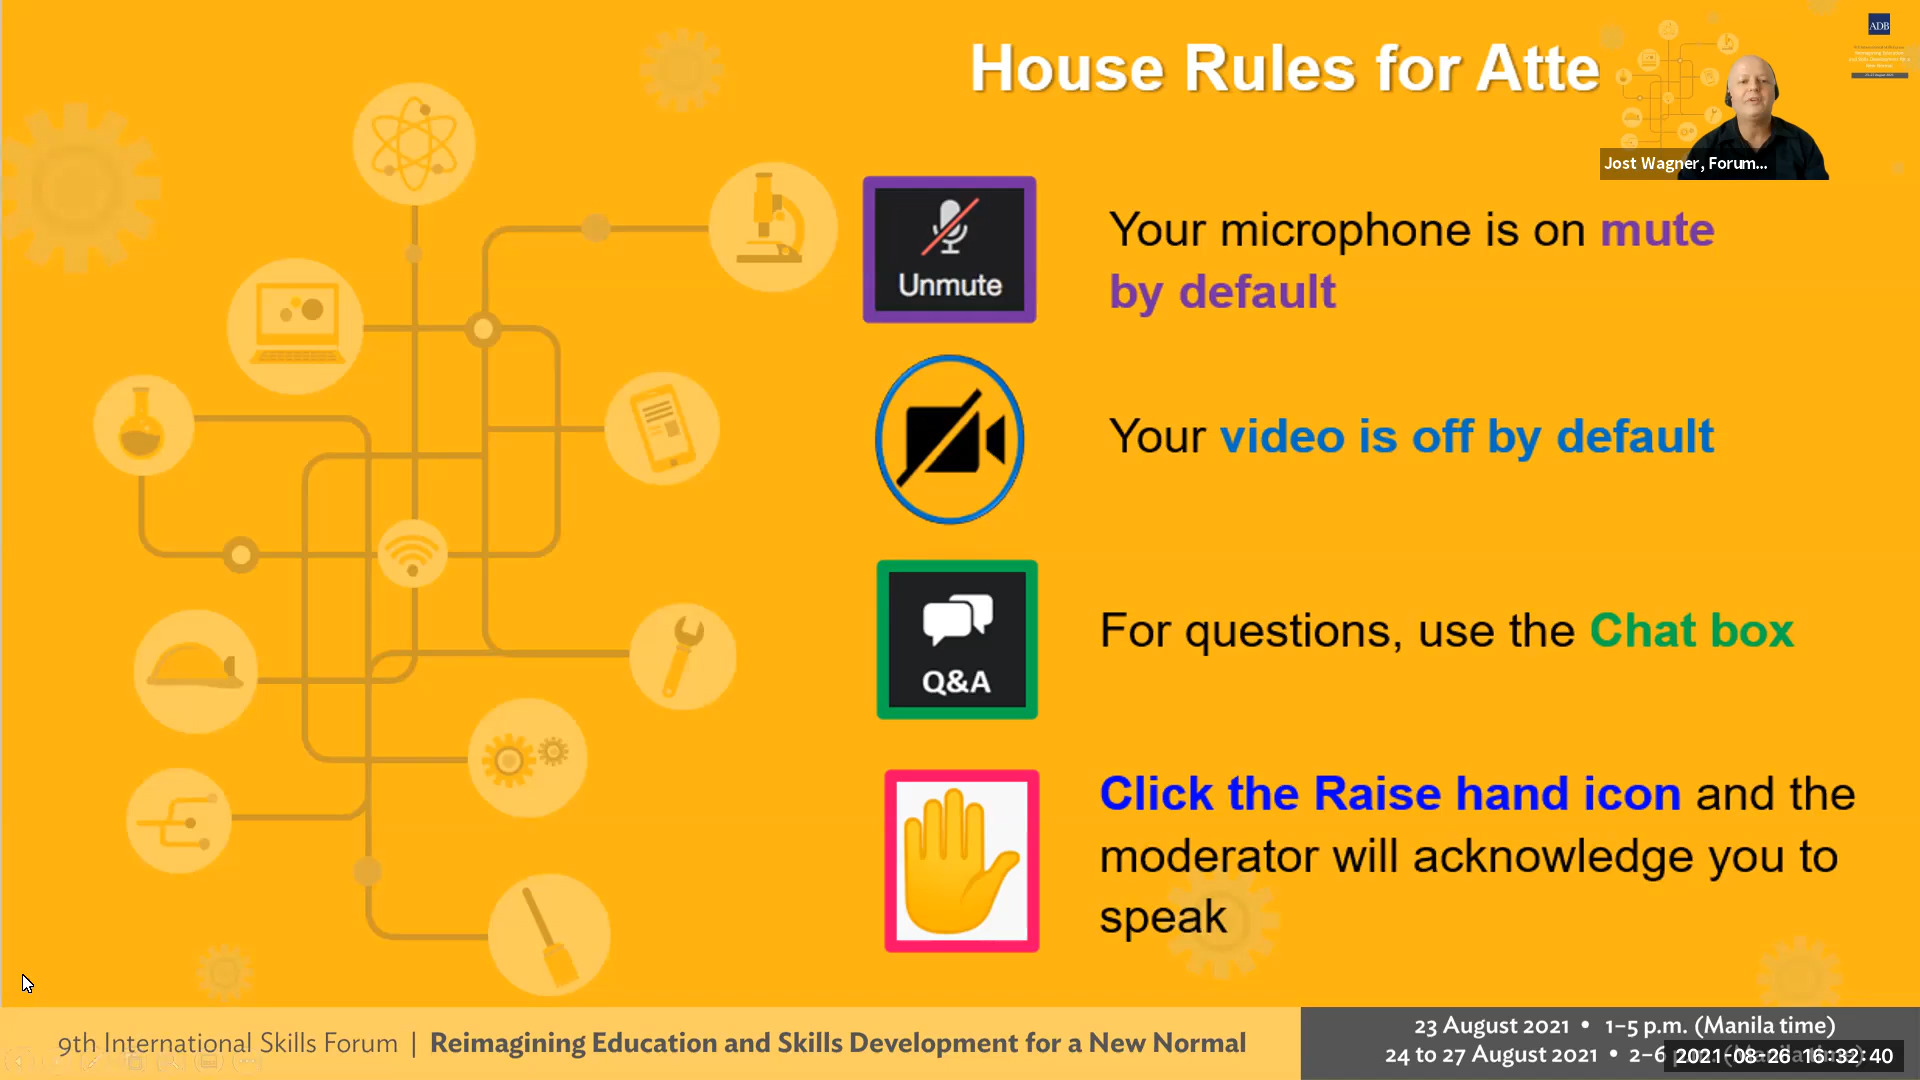 House Rules for Atte
ADB
Jost Wagner, Forum...
Unmute
Your microphone is on mute
by default
Your video is off by default
Q&A
For questions, use the Chat box
Click the Raise hand icon and the
moderator will acknowledge you to
speak
9th International Skills Forum | Reimagining Education and Skills Development for a New Normal
23 August 2021 • 1–5 p.m. (Manila time)
24 to 27 August 2021 • 2–6
2021-08-26 16:32:40